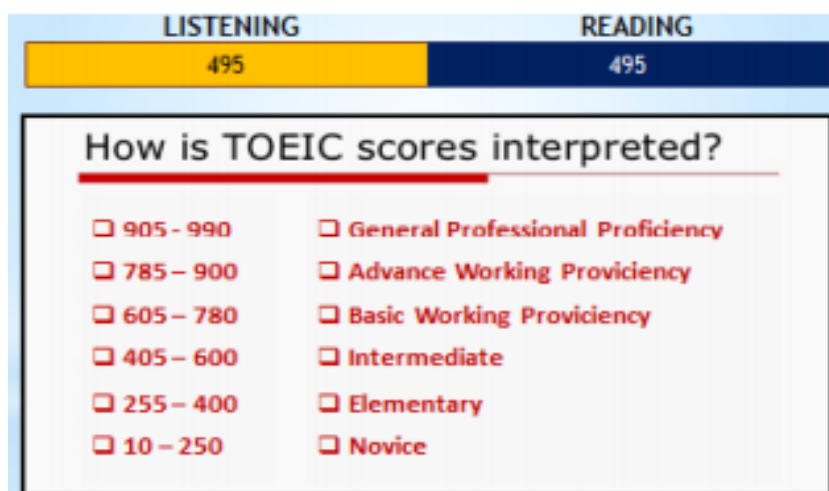 LISTENING READING
495 495
How is TOEIC scores interpreted?
❑ 905 - 990 ❑ General Professional Proficiency
❑ 785 – 900 ❑ Advance Working Proviciency
❑ 605 – 780 ❑ Basic Working Proviciency
❑ 405 – 600 ❑ Intermediate
❑ 255 – 400 ❑ Elementary
❑ 10 – 250 ❑ Novice